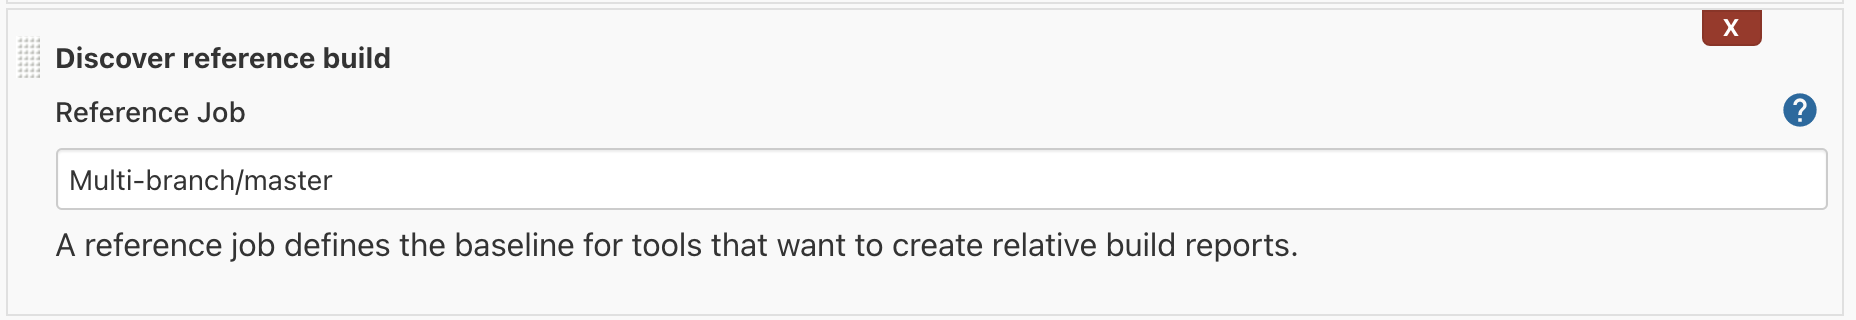 X
Discover reference build
Reference Job
?
Multi-branch/master
A reference job defines the baseline for tools that want to create relative build reports.